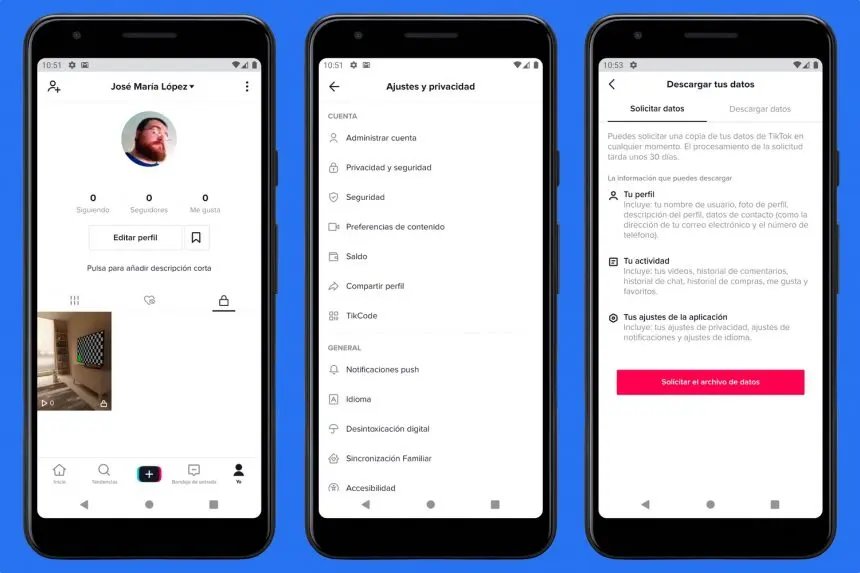 10:51
José María López
0
0
0
Siguiendo
Seguidores
Me gusta
Editar perfil
Pulsa para añadir descripción corta
0
Inicio
Tendencias
Bandeja de entrada
Yo
10:51
Ajustes y privacidad
CUENTA
Administrar cuenta
Privacidad y seguridad
Seguridad
Preferencias de contenido
Saldo
Compartir perfil
TikCode
GENERAL
Notificaciones push
Idioma
Desintoxicación digital
Sincronización Familiar
Accesibilidad
10:53
Descargar tus datos
Solicitar datos
Descargar datos
Puedes solicitar una copia de tus datos de TikTok en
cualquier momento. El procesamiento de la solicitud
tarda unos 30 días.
La información que puedes descargar
Tu perfil
Incluye: tu nombre de usuario, foto de perfil,
descripción del perfil, datos de contacto (como la
dirección de tu correo electrónico y el número de
teléfono).
Tu actividad
Incluye: tus videos, historial de comentarios,
historial de chat, historial de compras, me gusta y
favoritos.
Tus ajustes de la aplicación
Incluye: tus ajustes de privacidad, ajustes de
notificaciones y ajustes de idioma.
Solicitar el archivo de datos